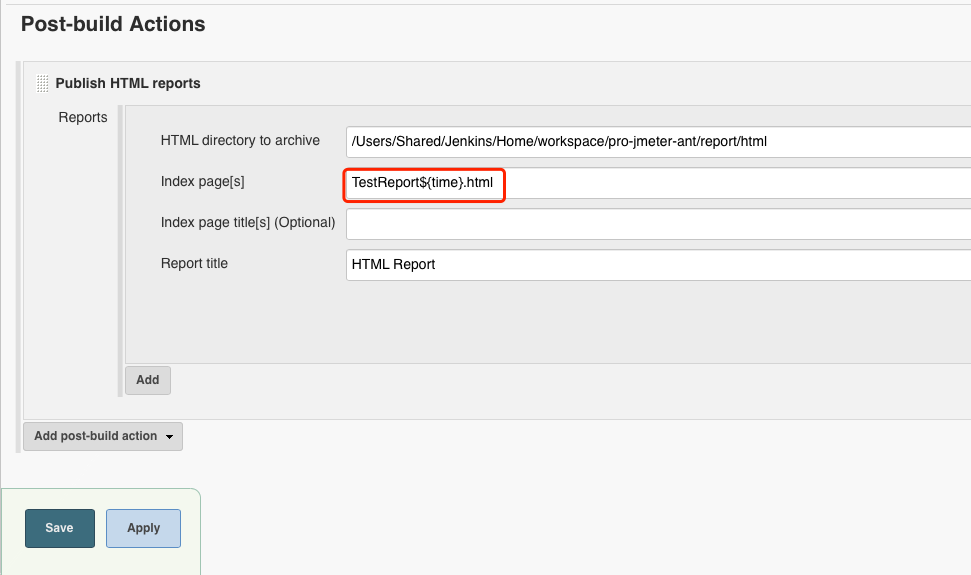 Post-build Actions
Publish HTML reports
Reports
HTML directory to archive
/Users/Shared/Jenkins/Home/workspace/pro-jmeter-ant/report/html
Index page[s]
TestReport${time}.html
Index page title[s] (Optional)
Report title
HTML Report
Add
Add post-build action
Save
Apply